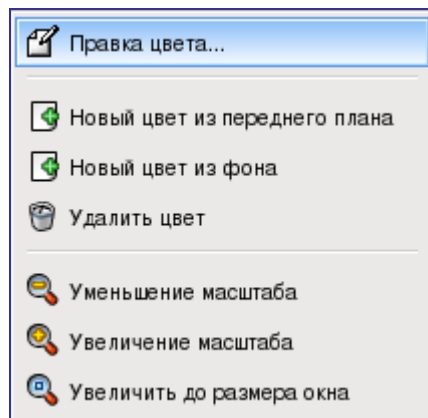 Правка цвета...
Новый цвет из переднего плана
Новый цвет из фона
Удалить цвет
Уменьшение масштаба
Увеличение масштаба
Увеличить до размера окна